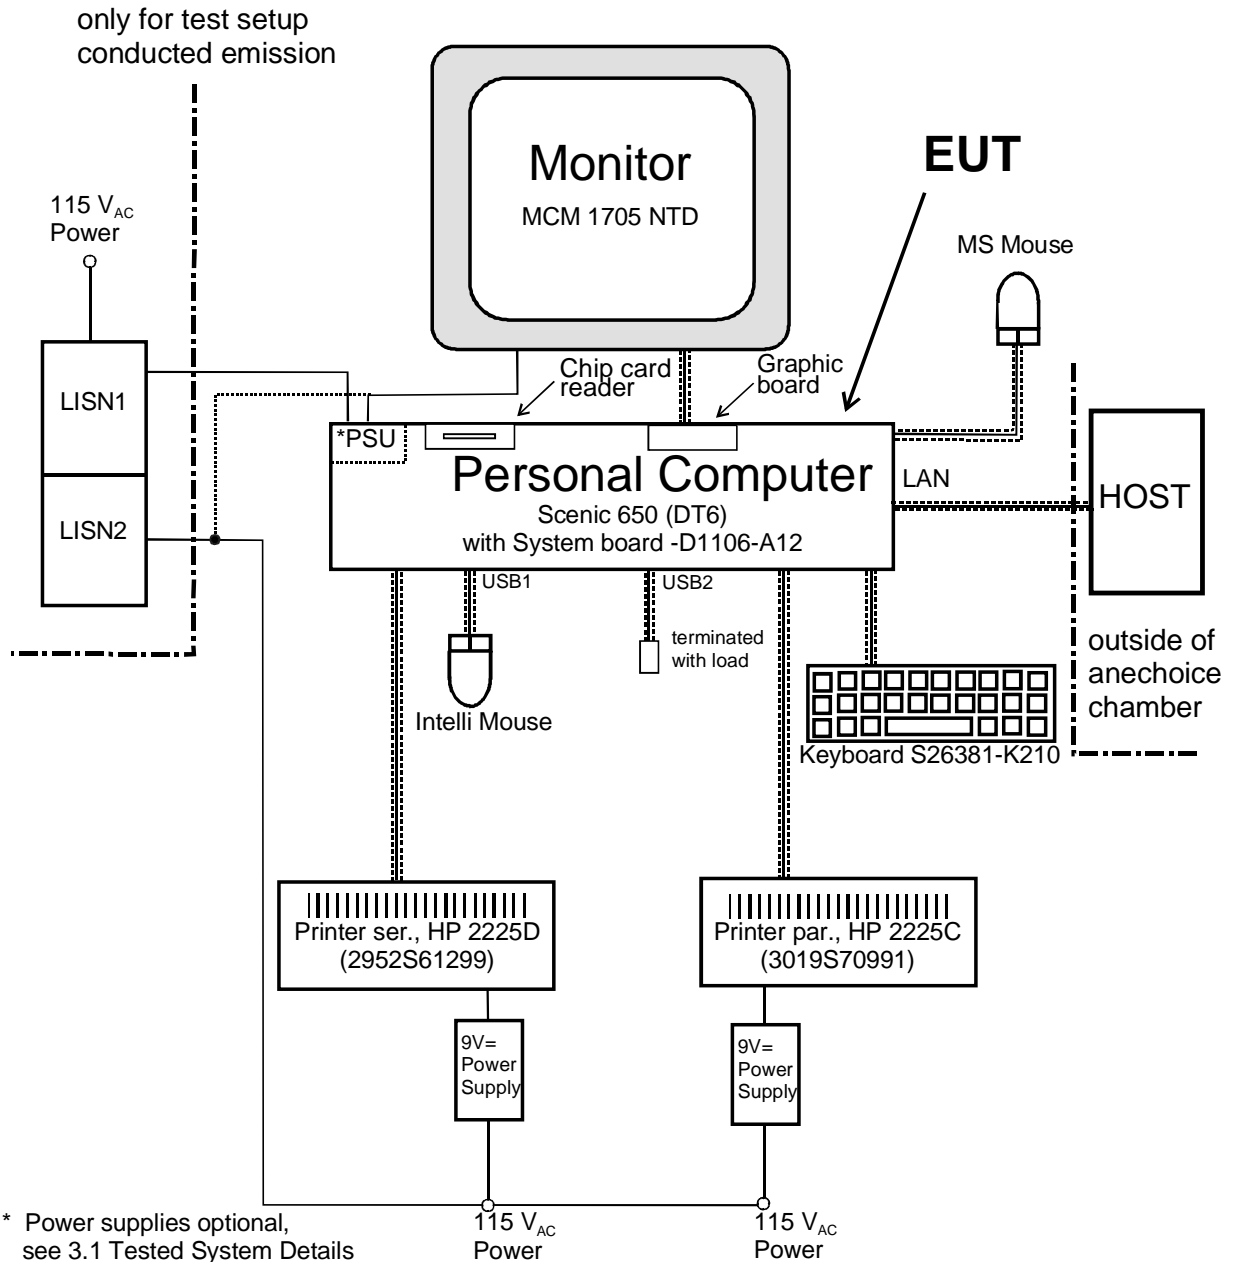 only for test setup
conducted emission
Monitor
MCM 1705 NTD
EUT
115 VAC
Power
MS Mouse
Chip card
reader
Graphic
board
LISN1
*PSU
Personal Computer
Scenic 650 (DT6)
with System board -D1106-A12
LAN
HOST
LISN2
USB1
USB2
terminated
with load
outside of
anechoice
chamber
Intelli Mouse
Keyboard S26381-K210
Printer ser., HP 2225D
(2952S61299)
Printer par., HP 2225C
(3019S70991)
9V=
Power
Supply
9V=
Power
Supply
* Power supplies optional,
see 3.1 Tested System Details
115 VAC
Power
115 VAC
Power